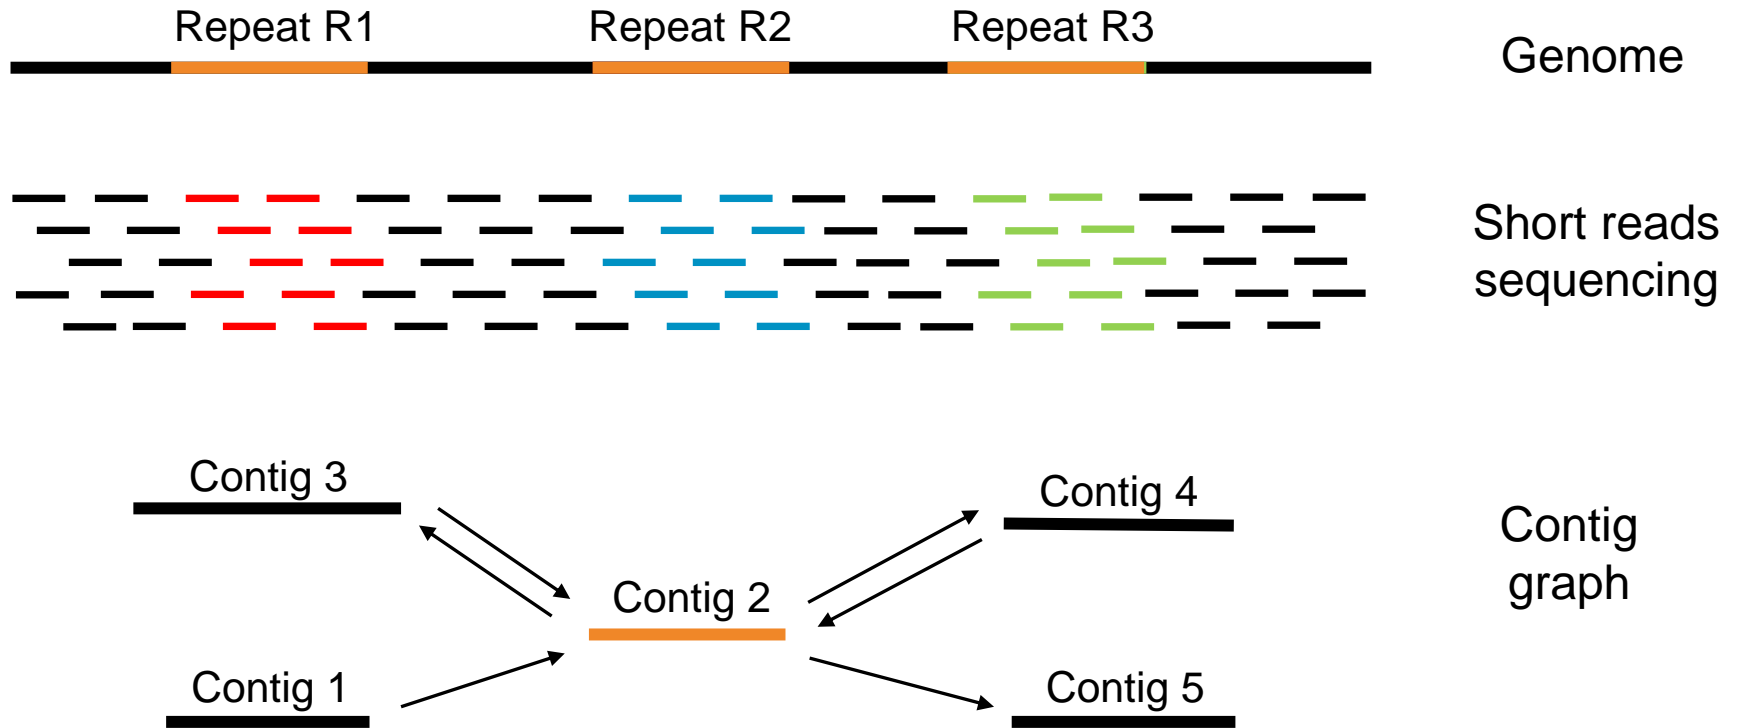 Repeat R1
Repeat R2
Repeat R3
Genome
Short reads
sequencing
Contig 3
Contig 4
Contig
graph
Contig 2
Contig 1
Contig 5